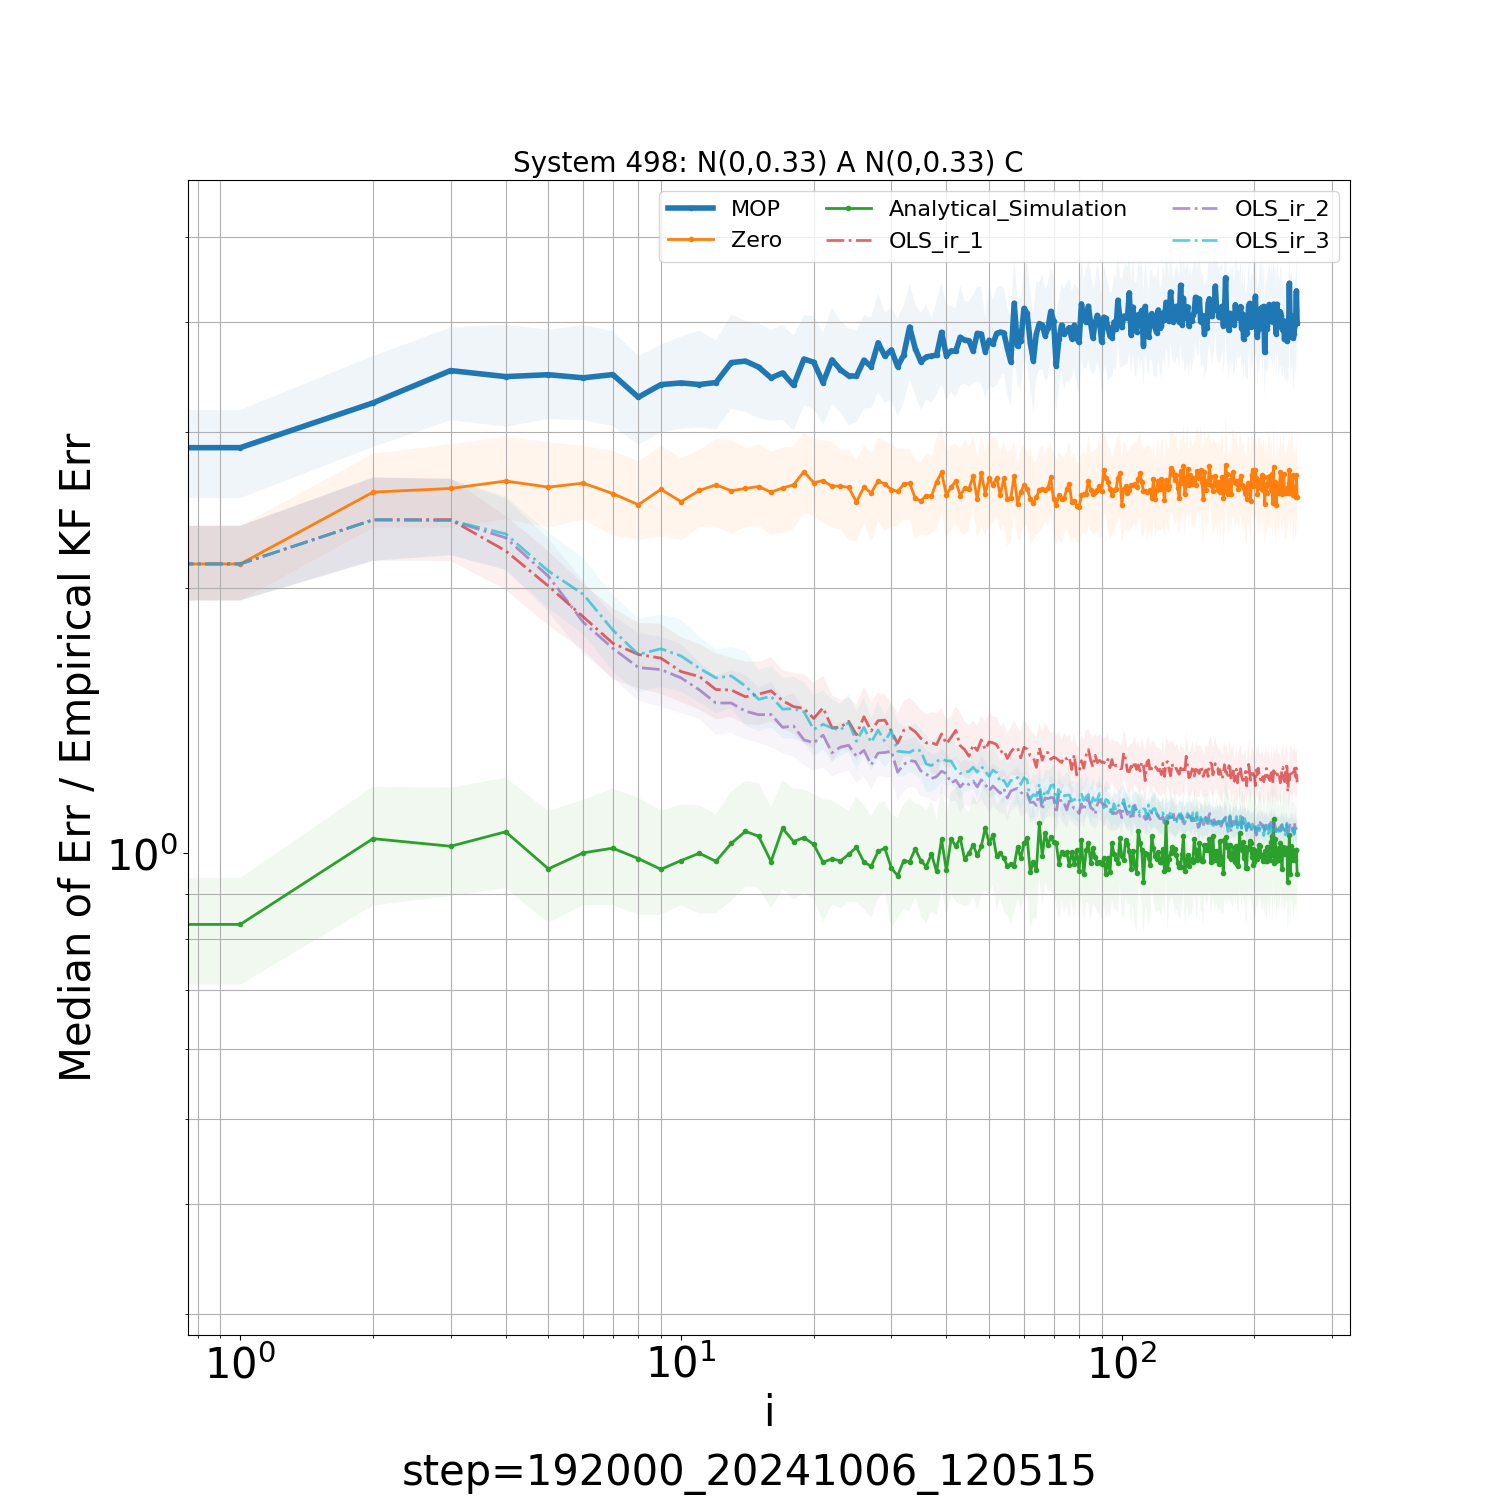 System 498: N(0,0.33) A N(0,0.33) C
MOP
Zero
Analytical_Simulation
OLS_ir_1
OLS_ir_2
OLS_ir_3
Median of Err / Empirical KF Err
10⁰
10⁰ 10¹ 10²
i
step=192000_20241006_120515